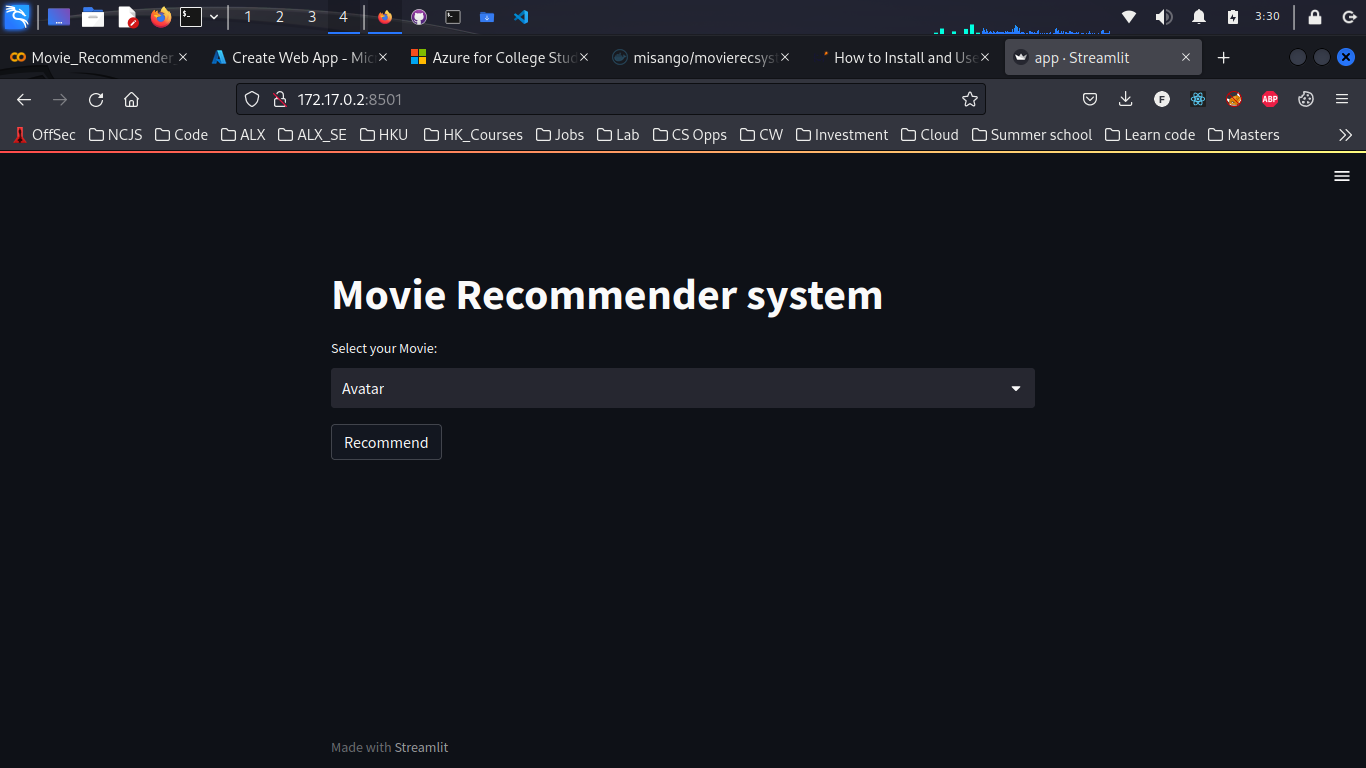 1 2 3 4 3:30
Movie_Recommender_ Create Web App - Mic Azure for College Stud misango/movierecsyst How to Install and Use app · Streamlit
172.17.0.2:8501 F ABP
OffSec NCJS Code ALX ALX_SE HKU HK_Courses Jobs Lab CS Opps CW Investment Cloud Summer school Learn code Masters
Movie Recommender system
Select your Movie:
Avatar
Recommend
Made with Streamlit